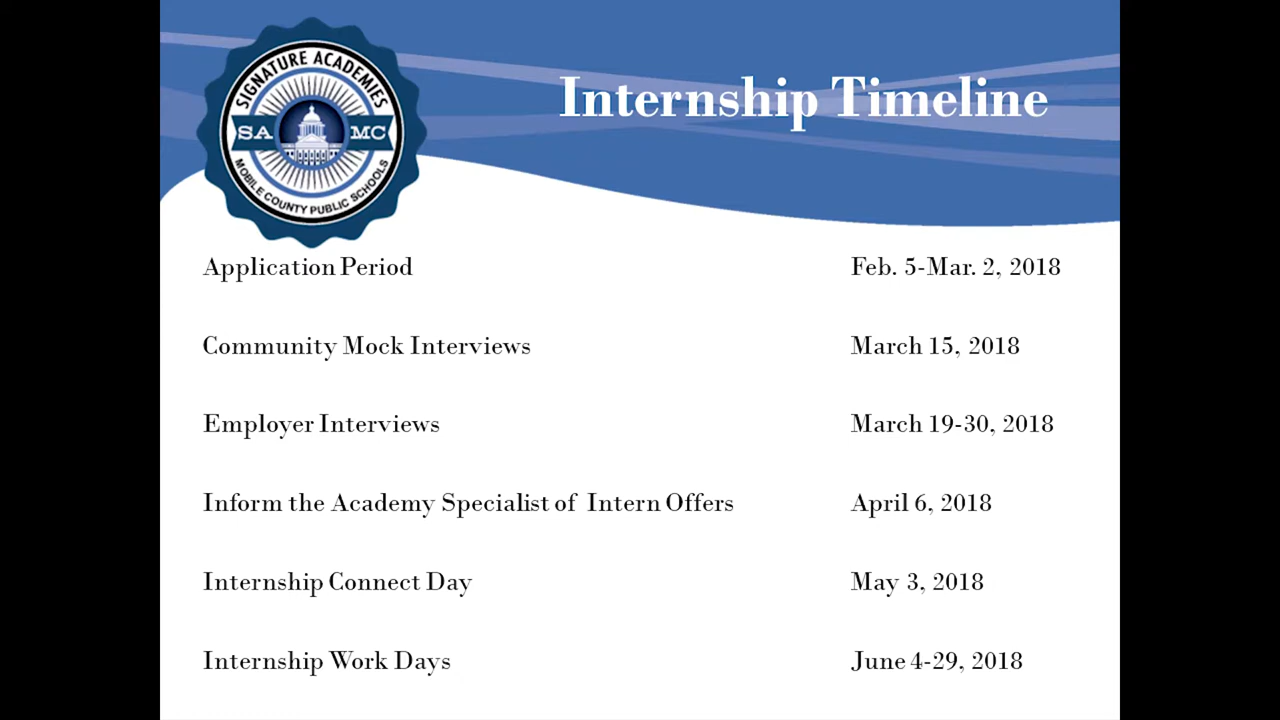 SIGNATURE ACADEMIES
SA MC
MOBILE COUNTY PUBLIC SCHOOLS
Internship Timeline
Application Period Feb. 5-Mar. 2, 2018
Community Mock Interviews March 15, 2018
Employer Interviews March 19-30, 2018
Inform the Academy Specialist of Intern Offers April 6, 2018
Internship Connect Day May 3, 2018
Internship Work Days June 4-29, 2018